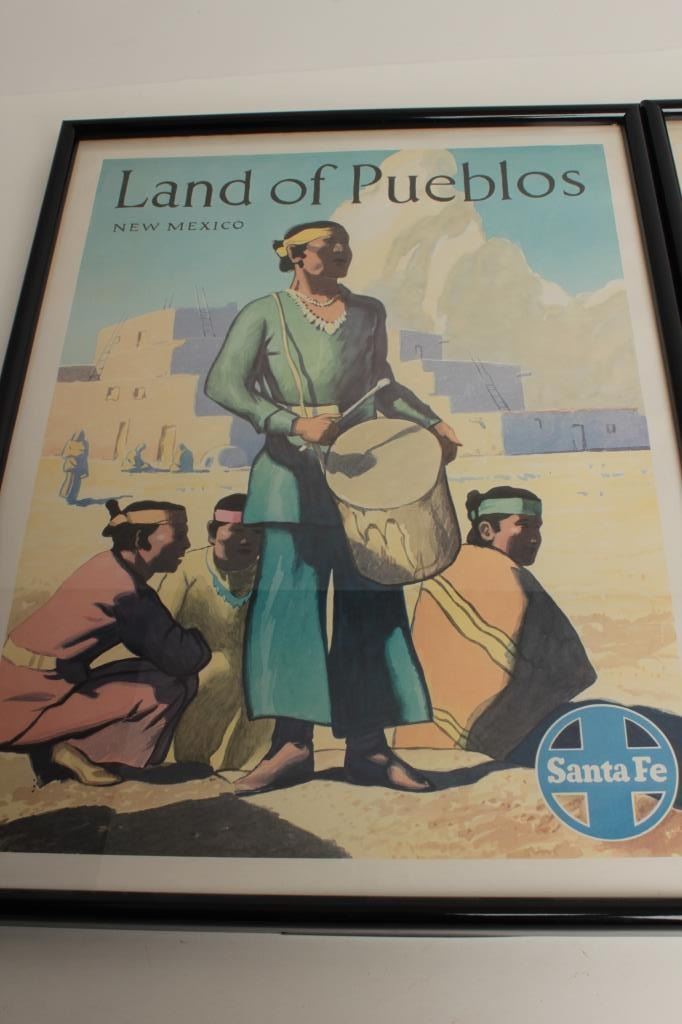 Land of Pueblos
NEW MEXICO
Santa Fe